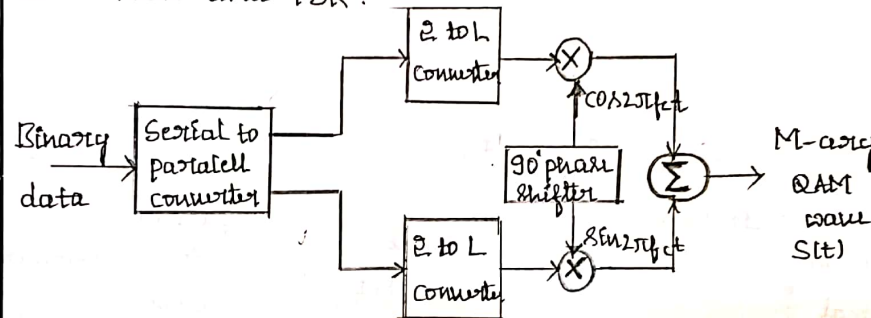 2 to L
converter
cos2πfct
Binary
data
Serial to
paratell
converter
90° phase
shifter
Σ
M-ary
QAM
wave
S(t)
sin2πfct
2 to L
converter